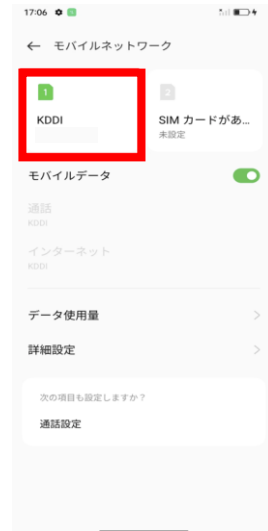 17:06
モバイルネットワーク
1
2
KDDI
SIM カードがあ...
未設定
モバイルデータ
通話
KDDI
インターネット
KDDI
データ使用量
詳細設定
次の項目も設定しますか？
通話設定